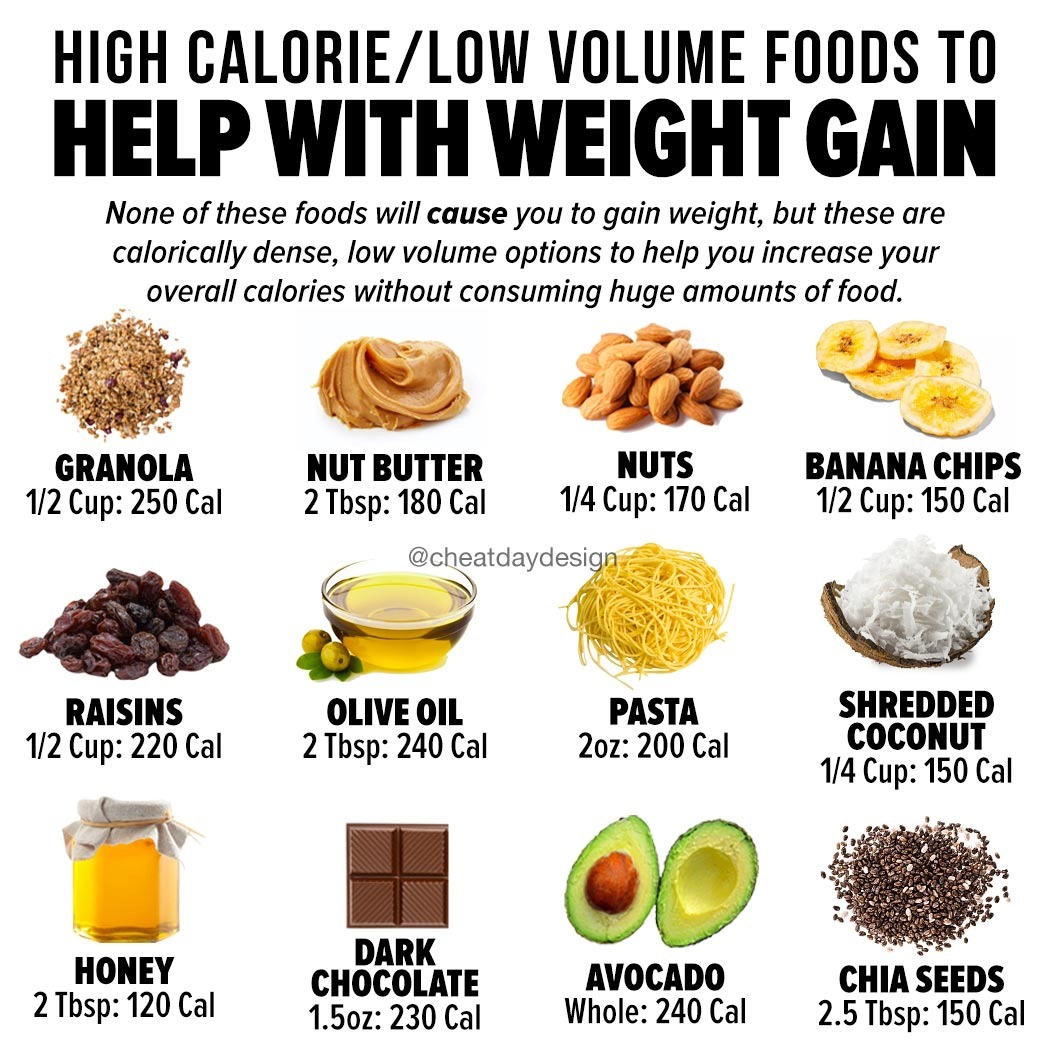 HIGH CALORIE/LOW VOLUME FOODS TO
HELP WITH WEIGHT GAIN
None of these foods will cause you to gain weight, but these are
calorically dense, low volume options to help you increase your
overall calories without consuming huge amounts of food.
GRANOLA
1/2 Cup: 250 Cal
NUT BUTTER
2 Tbsp: 180 Cal
NUTS
1/4 Cup: 170 Cal
BANANA CHIPS
1/2 Cup: 150 Cal
@cheatdaydesign
RAISINS
1/2 Cup: 220 Cal
OLIVE OIL
2 Tbsp: 240 Cal
PASTA
2oz: 200 Cal
SHREDDED
COCONUT
1/4 Cup: 150 Cal
HONEY
2 Tbsp: 120 Cal
DARK
CHOCOLATE
1.5oz: 230 Cal
AVOCADO
Whole: 240 Cal
CHIA SEEDS
2.5 Tbsp: 150 Cal